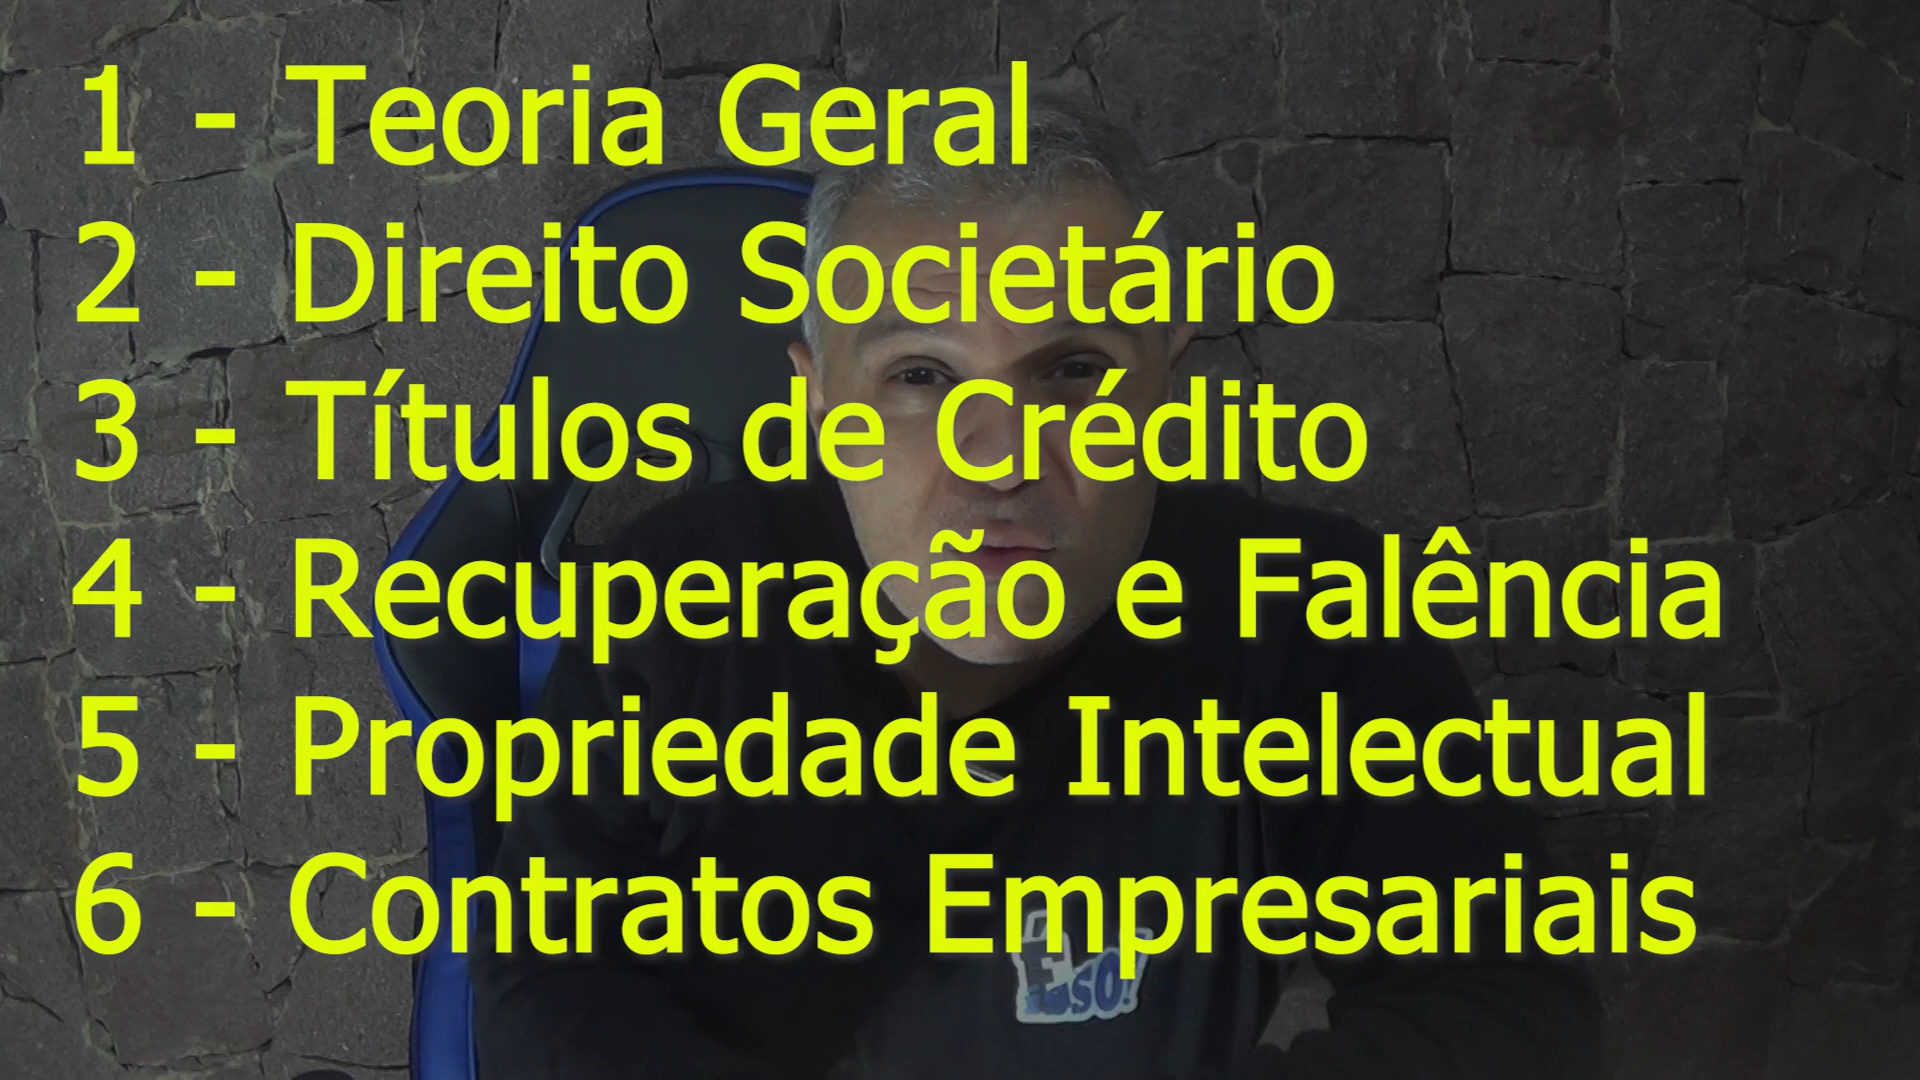 1 - Teoria Geral
2 - Direito Societário
3 - Títulos de Crédito
4 - Recuperação e Falência
5 - Propriedade Intelectual
6 - Contratos Empresariais